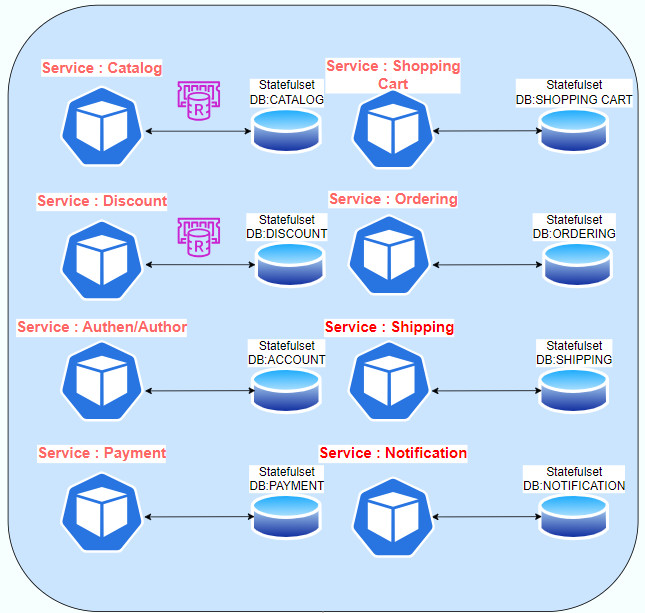 Service : Catalog
R
Statefulset
DB:CATALOG
Service : Shopping
Cart
Statefulset
DB:SHOPPING CART
Service : Discount
R
Statefulset
DB:DISCOUNT
Service : Ordering
Statefulset
DB:ORDERING
Service : Authen/Author
Statefulset
DB:ACCOUNT
Service : Shipping
Statefulset
DB:SHIPPING
Service : Payment
Statefulset
DB:PAYMENT
Service : Notification
Statefulset
DB:NOTIFICATION